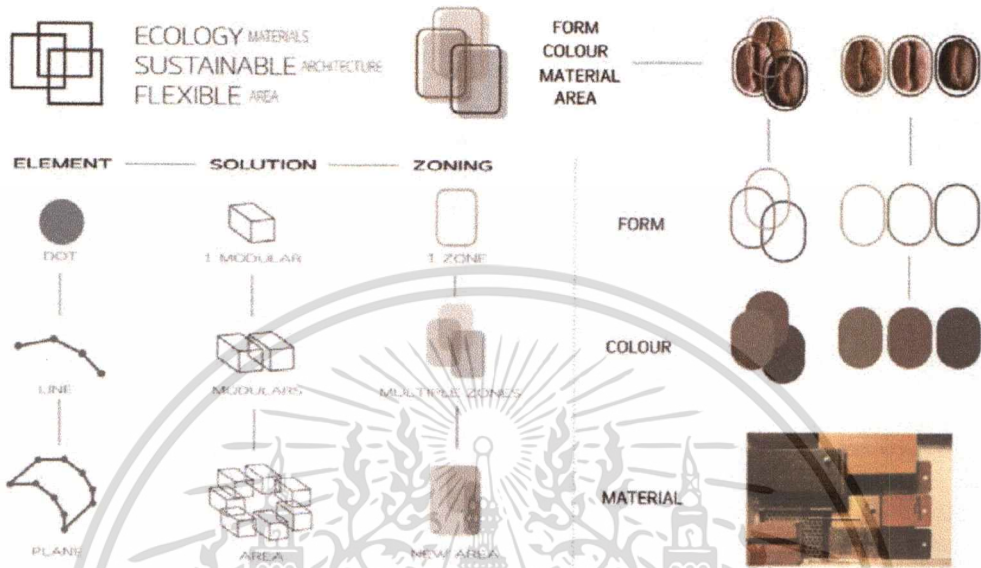 ECOLOGY MATERIALS
SUSTAINABLE ARCHITECTURE
FLEXIBLE AREA
FORM
COLOUR
MATERIAL
AREA
ELEMENT SOLUTION ZONING
DOT 1 MODULAR 1 ZONE
LINE MODULARS MULTIPLE ZONES
PLANE AREA NEW AREA
FORM
COLOUR
MATERIAL